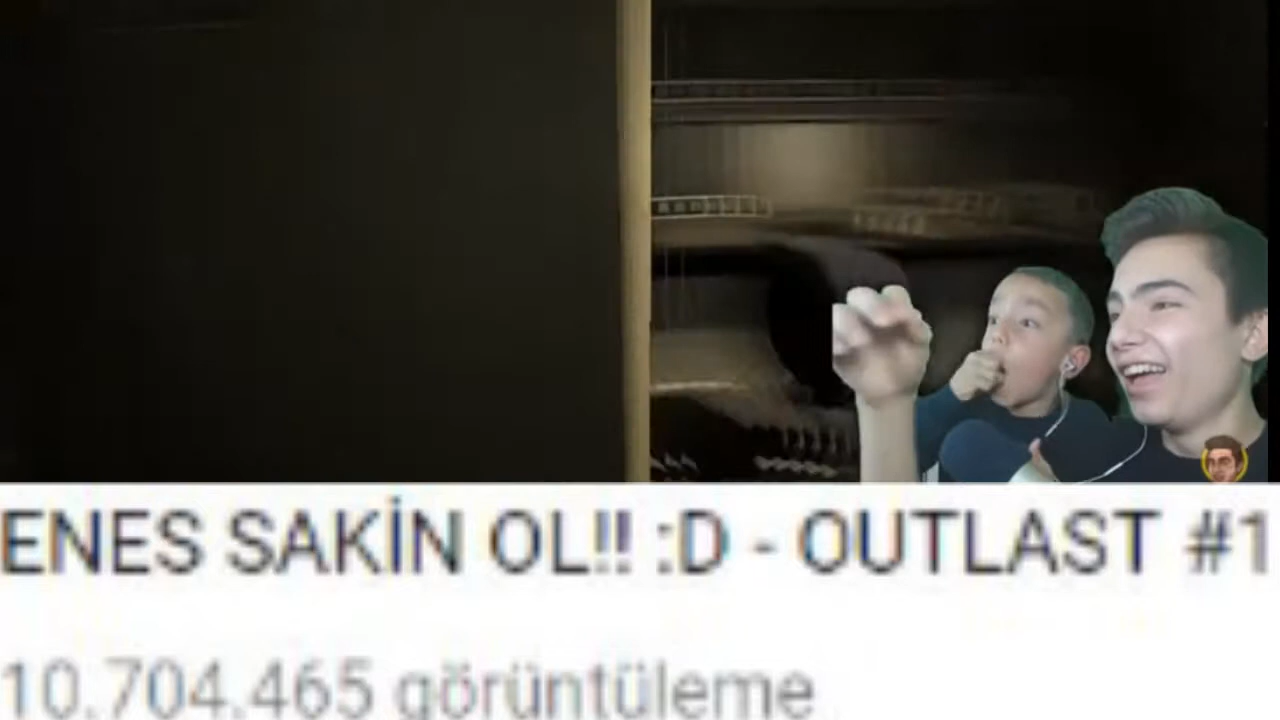 ENES SAKİN OL!! :D - OUTLAST #1
10.704.465 görüntüleme